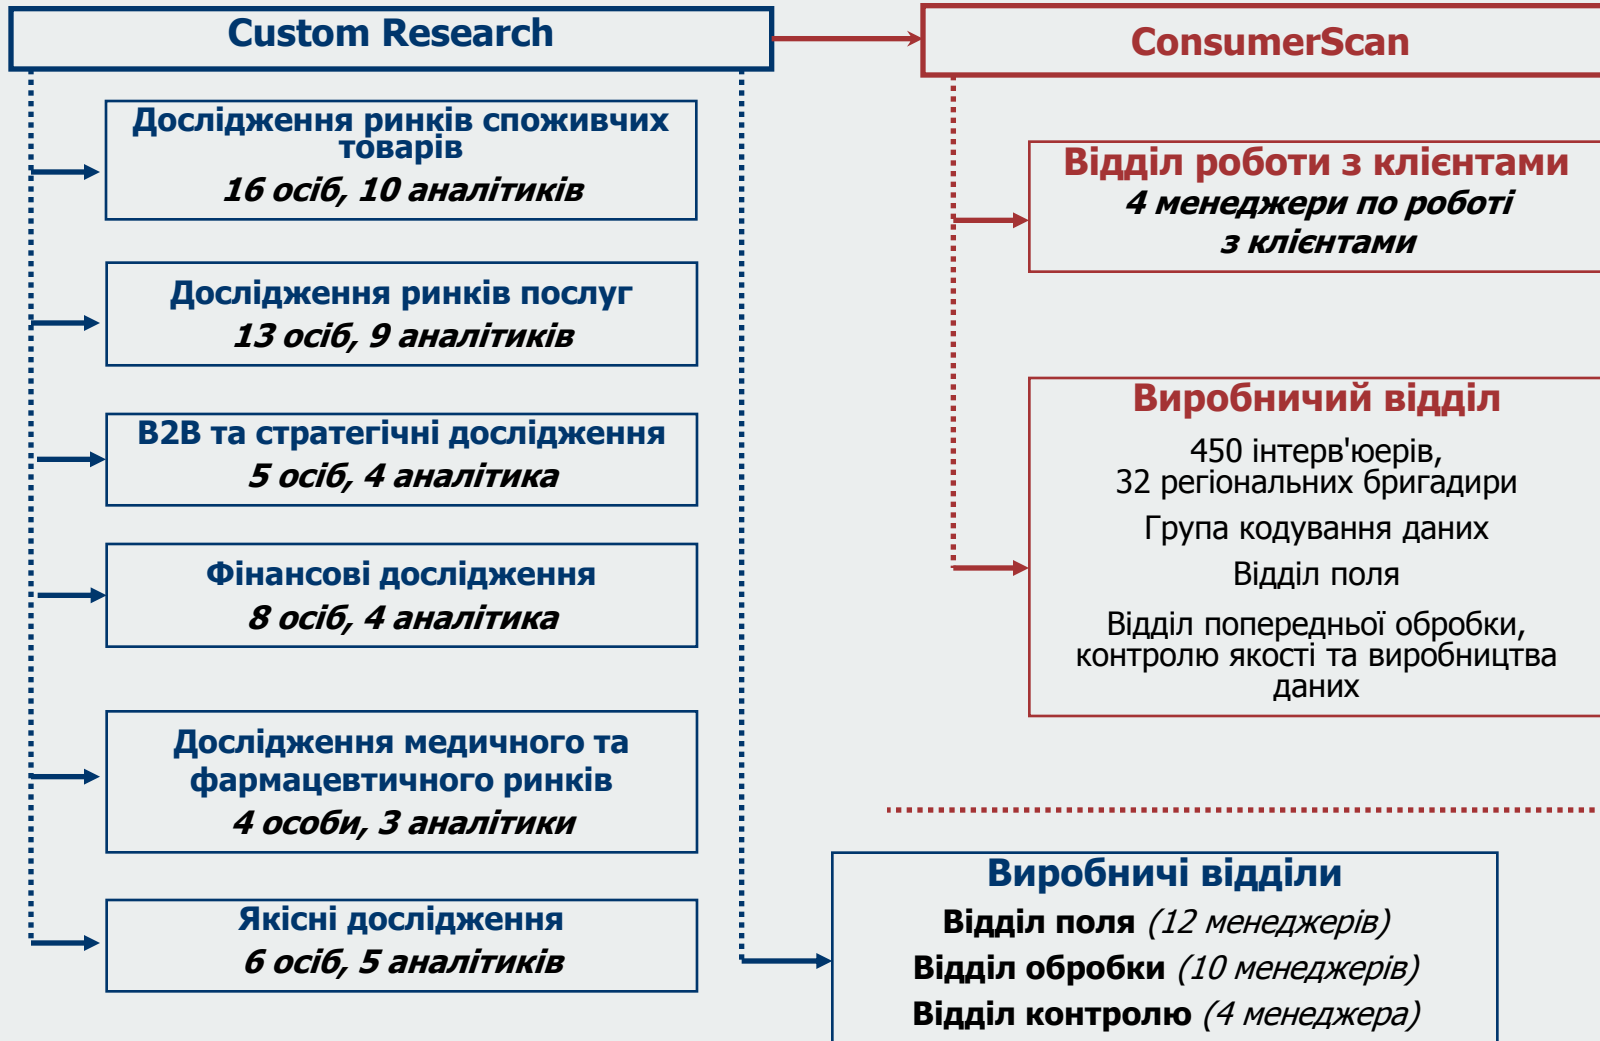 Custom Research
Дослідження ринків споживчих
товарів
16 осіб, 10 аналітиків
Дослідження ринків послуг
13 осіб, 9 аналітиків
B2B та стратегічні дослідження
5 осіб, 4 аналітика
Фінансові дослідження
8 осіб, 4 аналітика
Дослідження медичного та
фармацевтичного ринків
4 особи, 3 аналітики
Якісні дослідження
6 осіб, 5 аналітиків
ConsumerScan
Відділ роботи з клієнтами
4 менеджери по роботі
з клієнтами
Виробничий відділ
450 інтерв'юерів,
32 регіональних бригадири
Група кодування даних
Відділ поля
Відділ попередньої обробки,
контролю якості та виробництва
даних
Виробничі відділи
Відділ поля (12 менеджерів)
Відділ обробки (10 менеджерів)
Відділ контролю (4 менеджера)